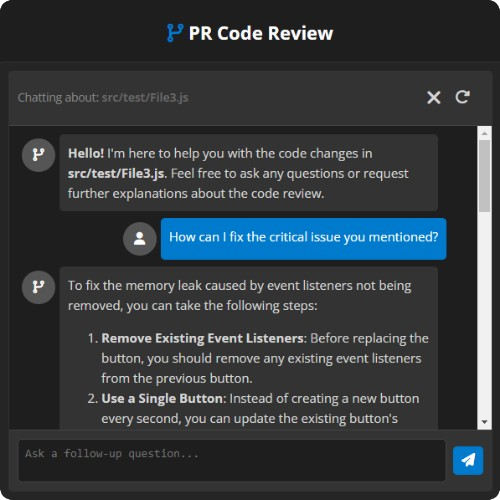 PR Code Review
Chatting about: src/test/File3.js
Hello! I'm here to help you with the code changes in
src/test/File3.js. Feel free to ask any questions or request
further explanations about the code review.
How can I fix the critical issue you mentioned?
To fix the memory leak caused by event listeners not being
removed, you can take the following steps:
1. Remove Existing Event Listeners: Before replacing the
button, you should remove any existing event listeners
from the previous button.
2. Use a Single Button: Instead of creating a new button
every second, you can update the existing button's
Ask a follow-up question...